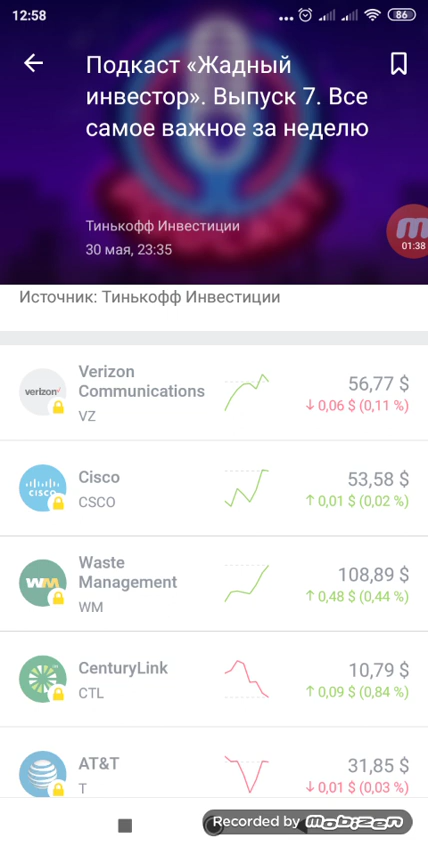 12:58
86
Подкаст «Жадный
инвестор». Выпуск 7. Все
самое важное за неделю
Тинькофф Инвестиции
30 мая, 23:35
01:38
Источник: Тинькофф Инвестиции
verizon
Verizon
Communications
VZ
56,77 $
↓ 0,06 $ (0,11 %)
CISCO
Cisco
CSCO
53,58 $
↑ 0,01 $ (0,02 %)
WM
Waste
Management
WM
108,89 $
↑ 0,48 $ (0,44 %)
CenturyLink
CTL
10,79 $
↑ 0,09 $ (0,84 %)
AT&T
T
31,85 $
↓ 0,01 $ (0,03 %)
Recorded by mobizen